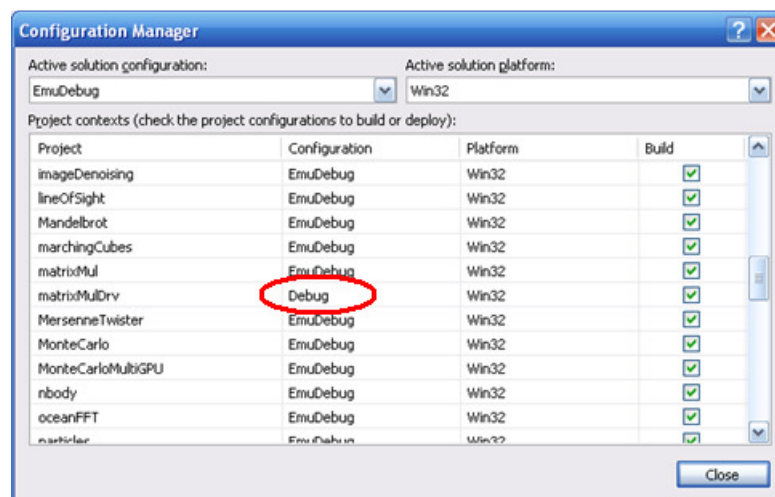 Configuration Manager
Active solution configuration: Active solution platform:
EmuDebug Win32
Project contexts (check the project configurations to build or deploy):
Project Configuration Platform Build
imageDenoising EmuDebug Win32
lineOfSight EmuDebug Win32
Mandelbrot EmuDebug Win32
marchingCubes EmuDebug Win32
matrixMul EmuDebug Win32
matrixMulDrv Debug Win32
MersenneTwister EmuDebug Win32
MonteCarlo EmuDebug Win32
MonteCarloMultiGPU EmuDebug Win32
nbody EmuDebug Win32
oceanFFT EmuDebug Win32
particles EmuDebug Win32
Close